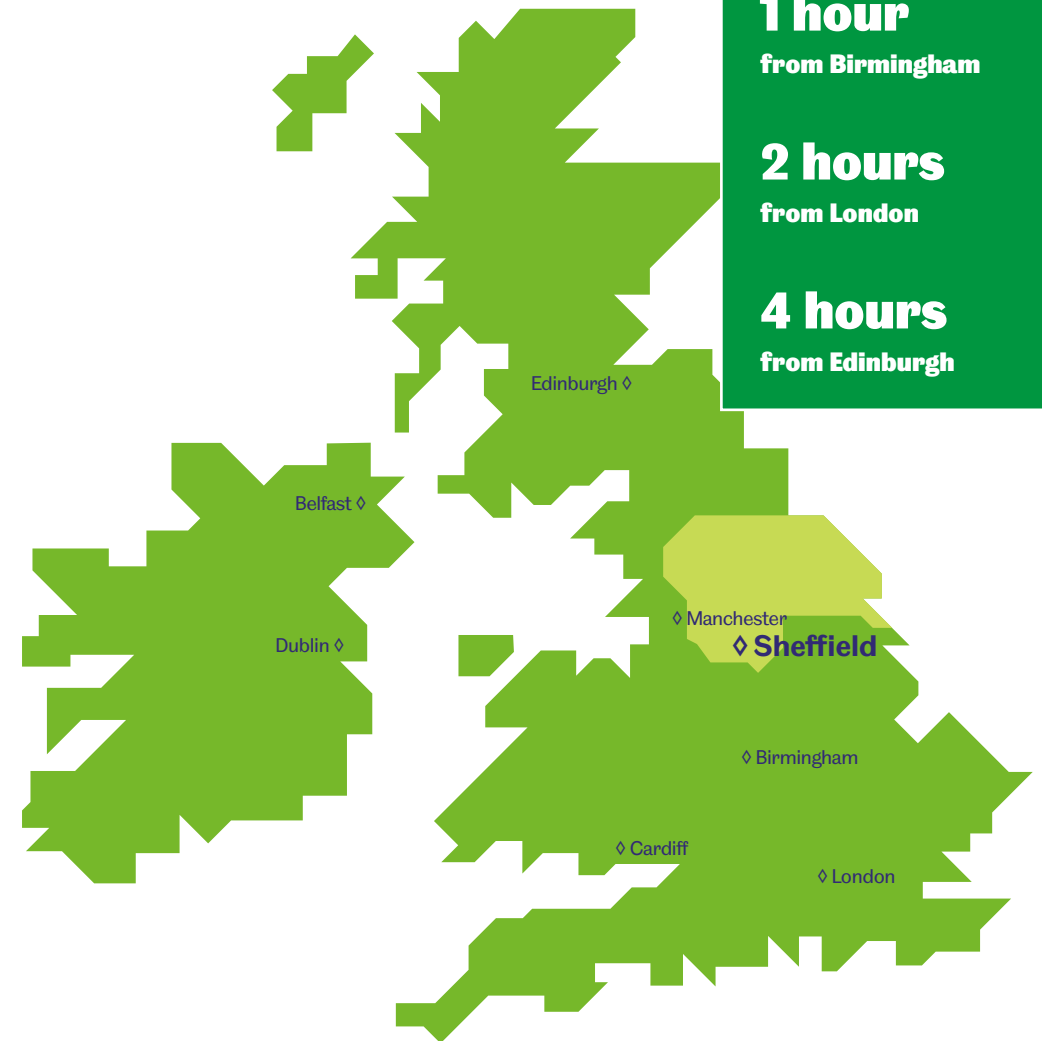 1 hour
from Birmingham
2 hours
from London
4 hours
from Edinburgh
Edinburgh
Belfast
Manchester
Dublin
Sheffield
Birmingham
Cardiff
London